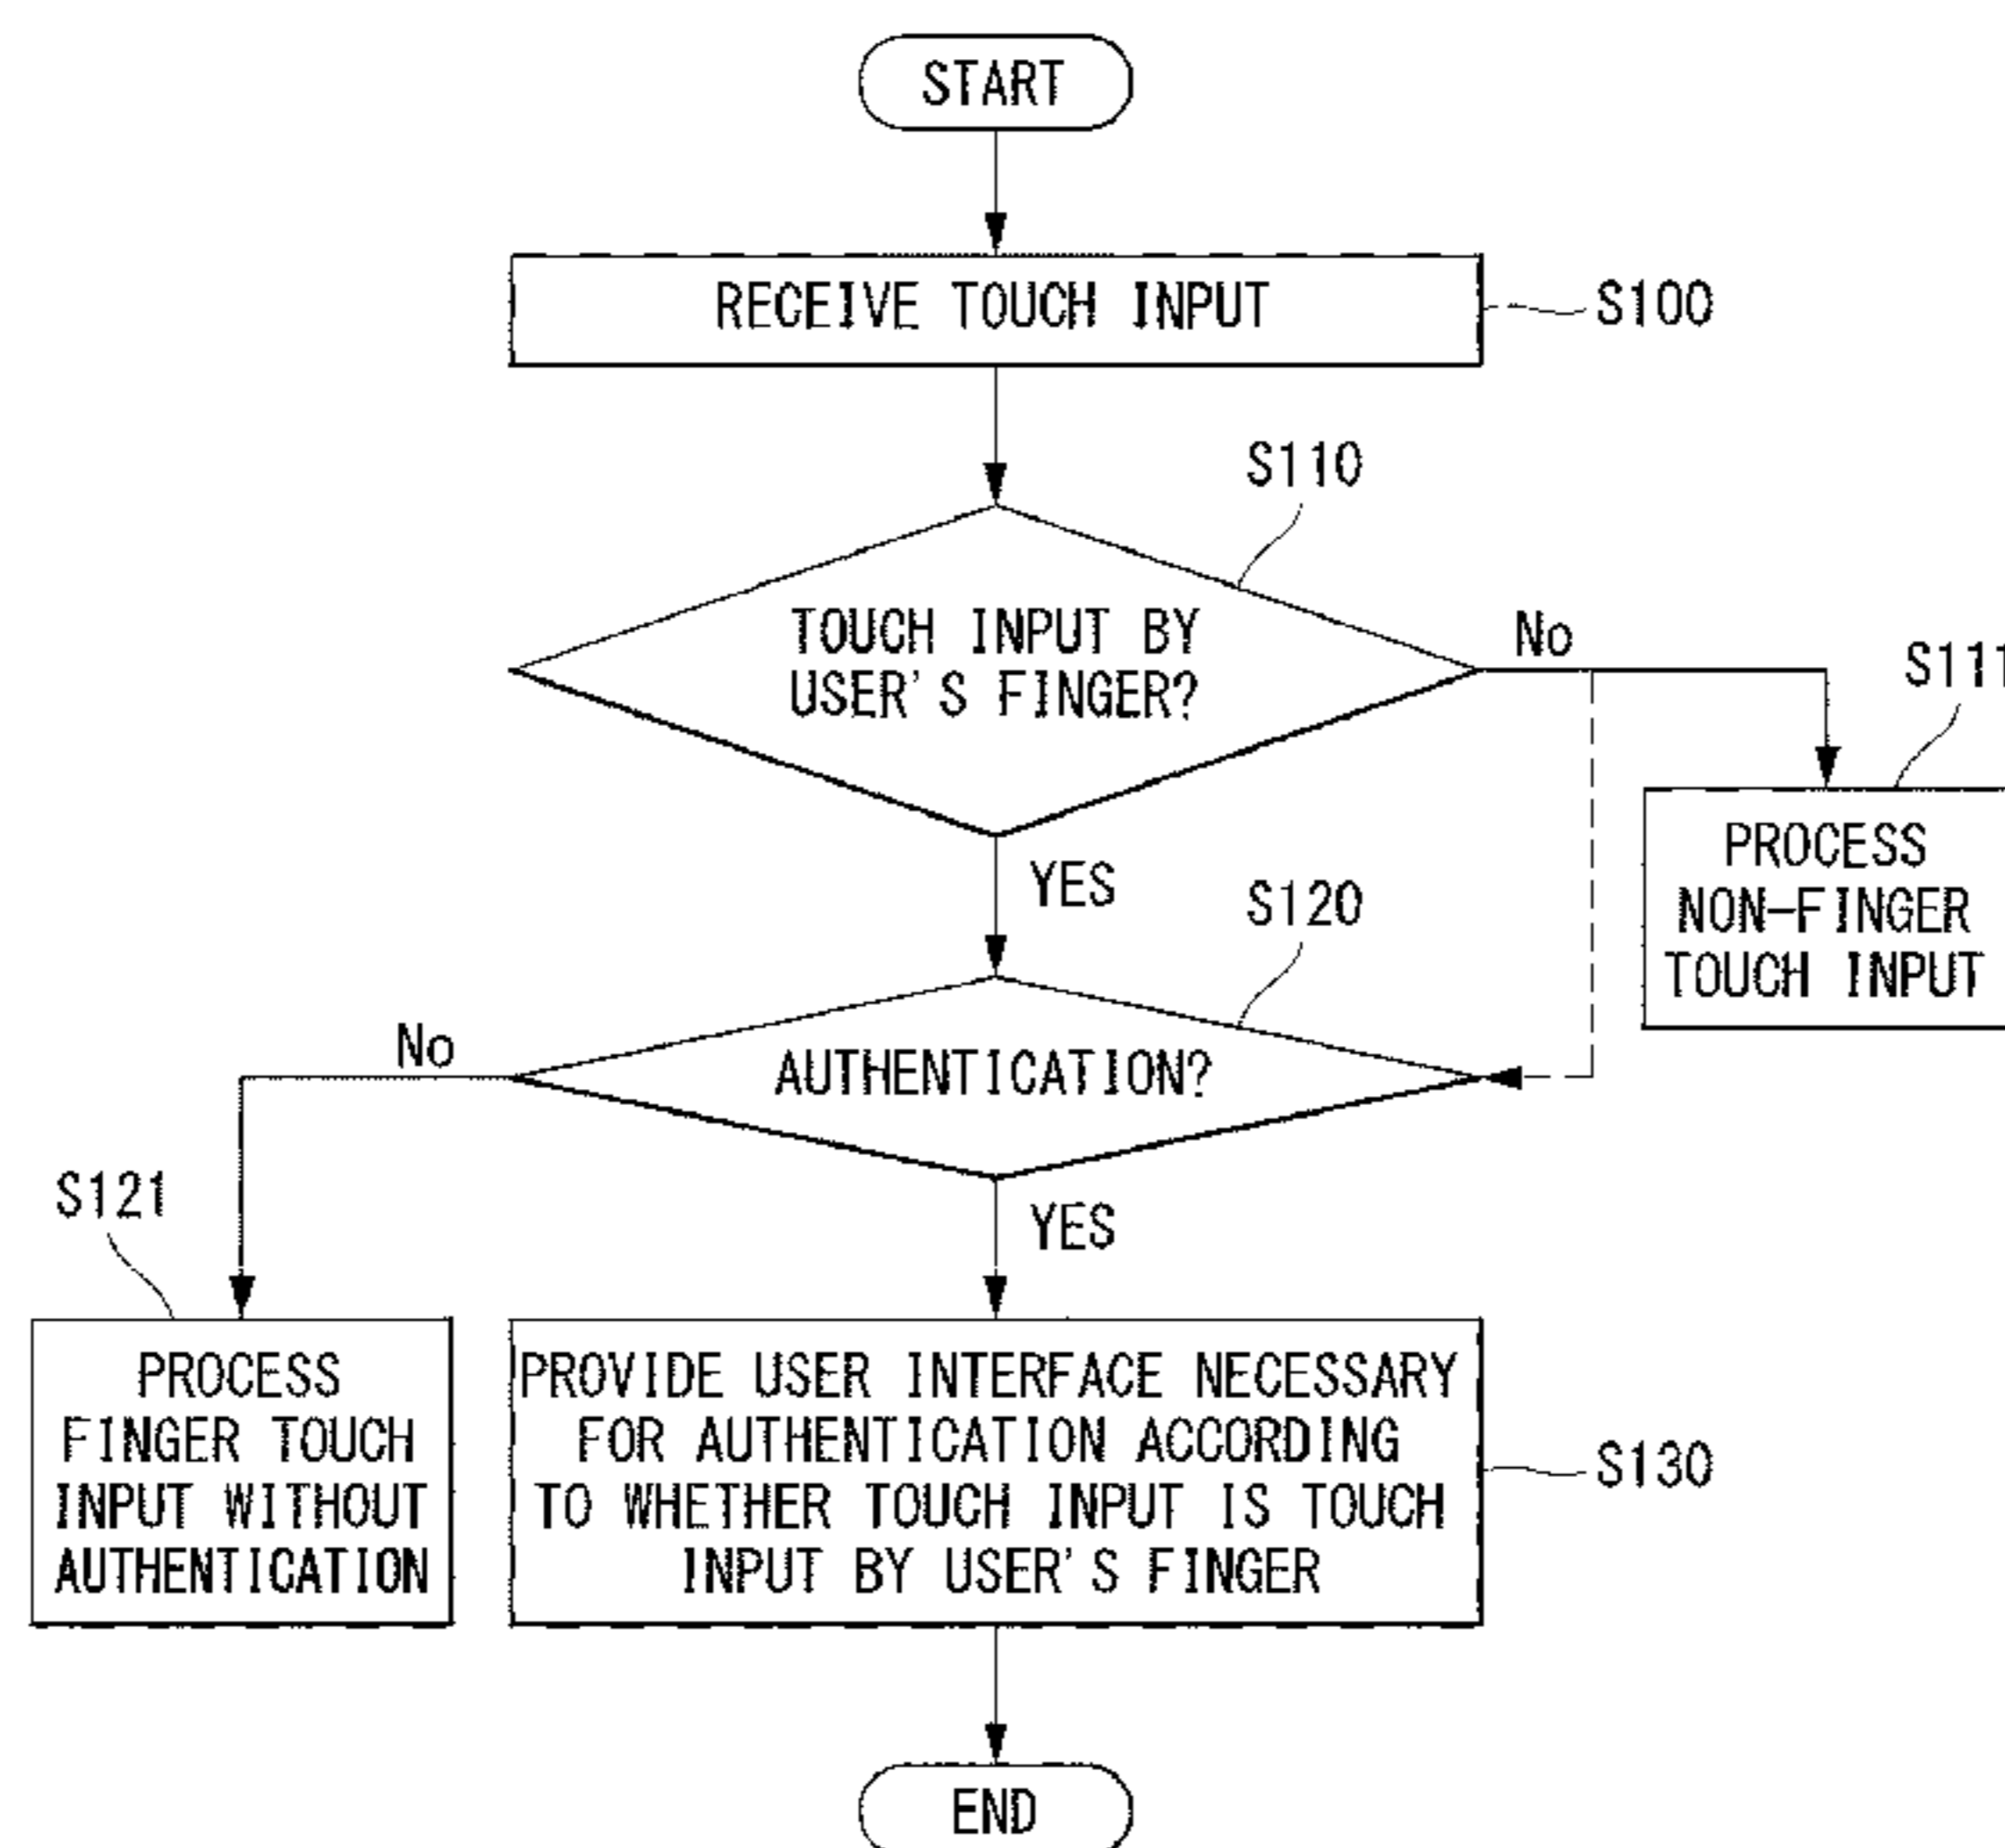 START
RECEIVE TOUCH INPUT
S100
S110
TOUCH INPUT BY
USER'S FINGER?
No
S111
PROCESS
NON-FINGER
TOUCH INPUT
YES
S120
AUTHENTICATION?
No
S121
YES
PROCESS
FINGER TOUCH
INPUT WITHOUT
AUTHENTICATION
PROVIDE USER INTERFACE NECESSARY
FOR AUTHENTICATION ACCORDING
TO WHETHER TOUCH INPUT IS TOUCH
INPUT BY USER'S FINGER
S130
END